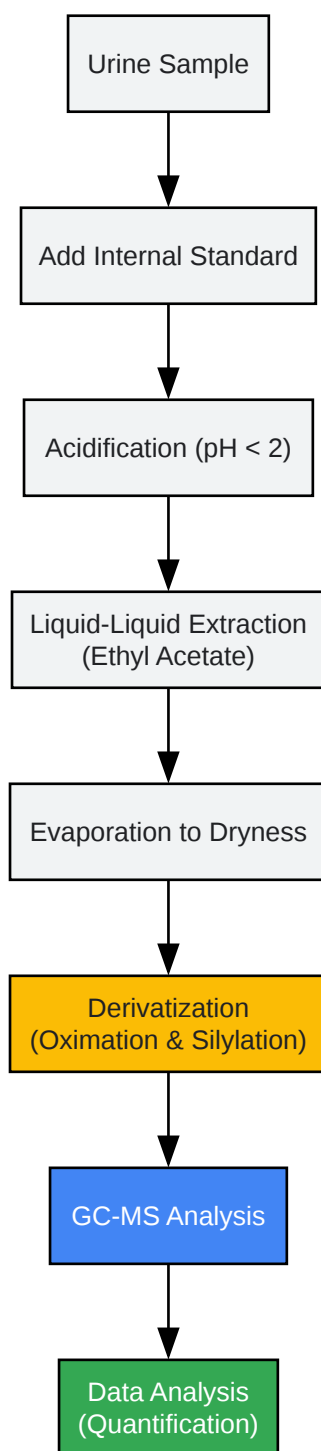 Urine Sample
Add Internal Standard
Acidification (pH < 2)
Liquid-Liquid Extraction
(Ethyl Acetate)
Evaporation to Dryness
Derivatization
(Oximation & Silylation)
GC-MS Analysis
Data Analysis
(Quantification)